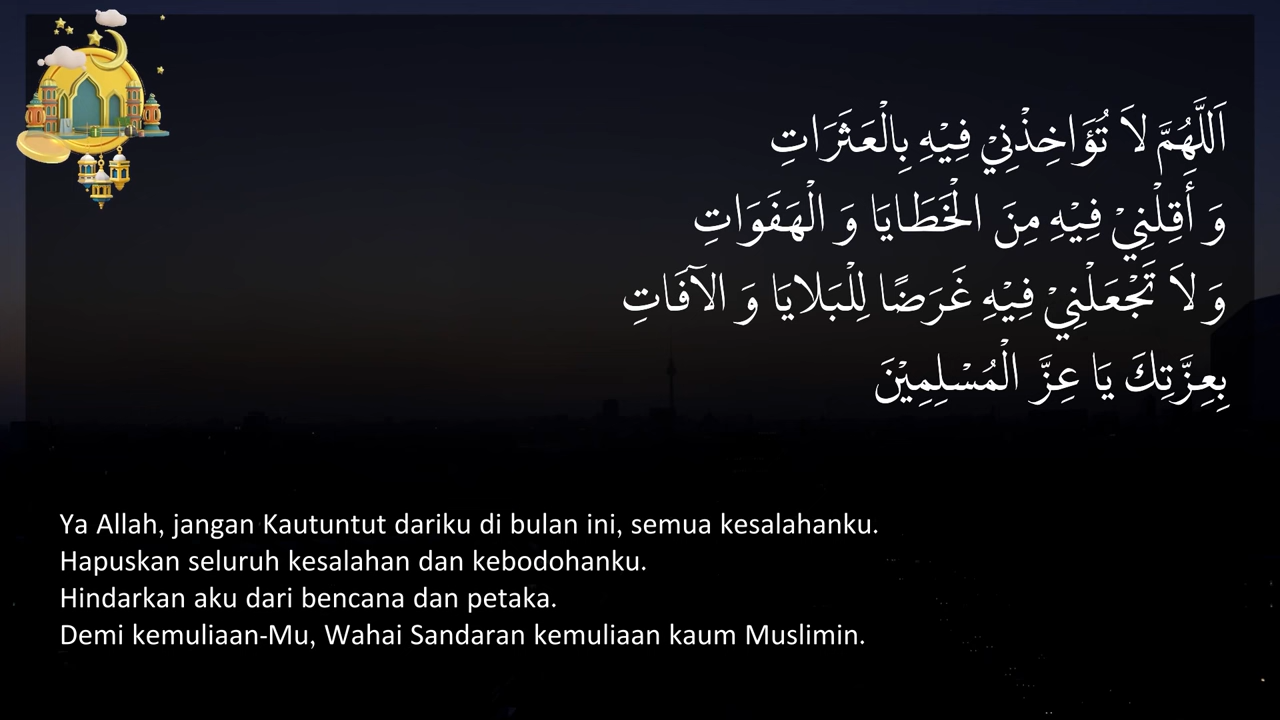 اَللَّهُمَّ لاَ تُؤَاخِذْنِيْ فِيْهِ بِالْعَثَرَاتِ
وَ أَقِلْنِيْ فِيْهِ مِنَ الْخَطَايَا وَ الْهَفَوَاتِ
وَ لاَ تَجْعَلْنِيْ فِيْهِ غَرَضًا لِلْبَلايَا وَ الآفَاتِ
بِعِزَّتِكَ يَا عِزَّ الْمُسْلِمِيْنَ
Ya Allah, jangan Kautuntut dariku di bulan ini, semua kesalahanku.
Hapuskan seluruh kesalahan dan kebodohanku.
Hindarkan aku dari bencana dan petaka.
Demi kemuliaan-Mu, Wahai Sandaran kemuliaan kaum Muslimin.